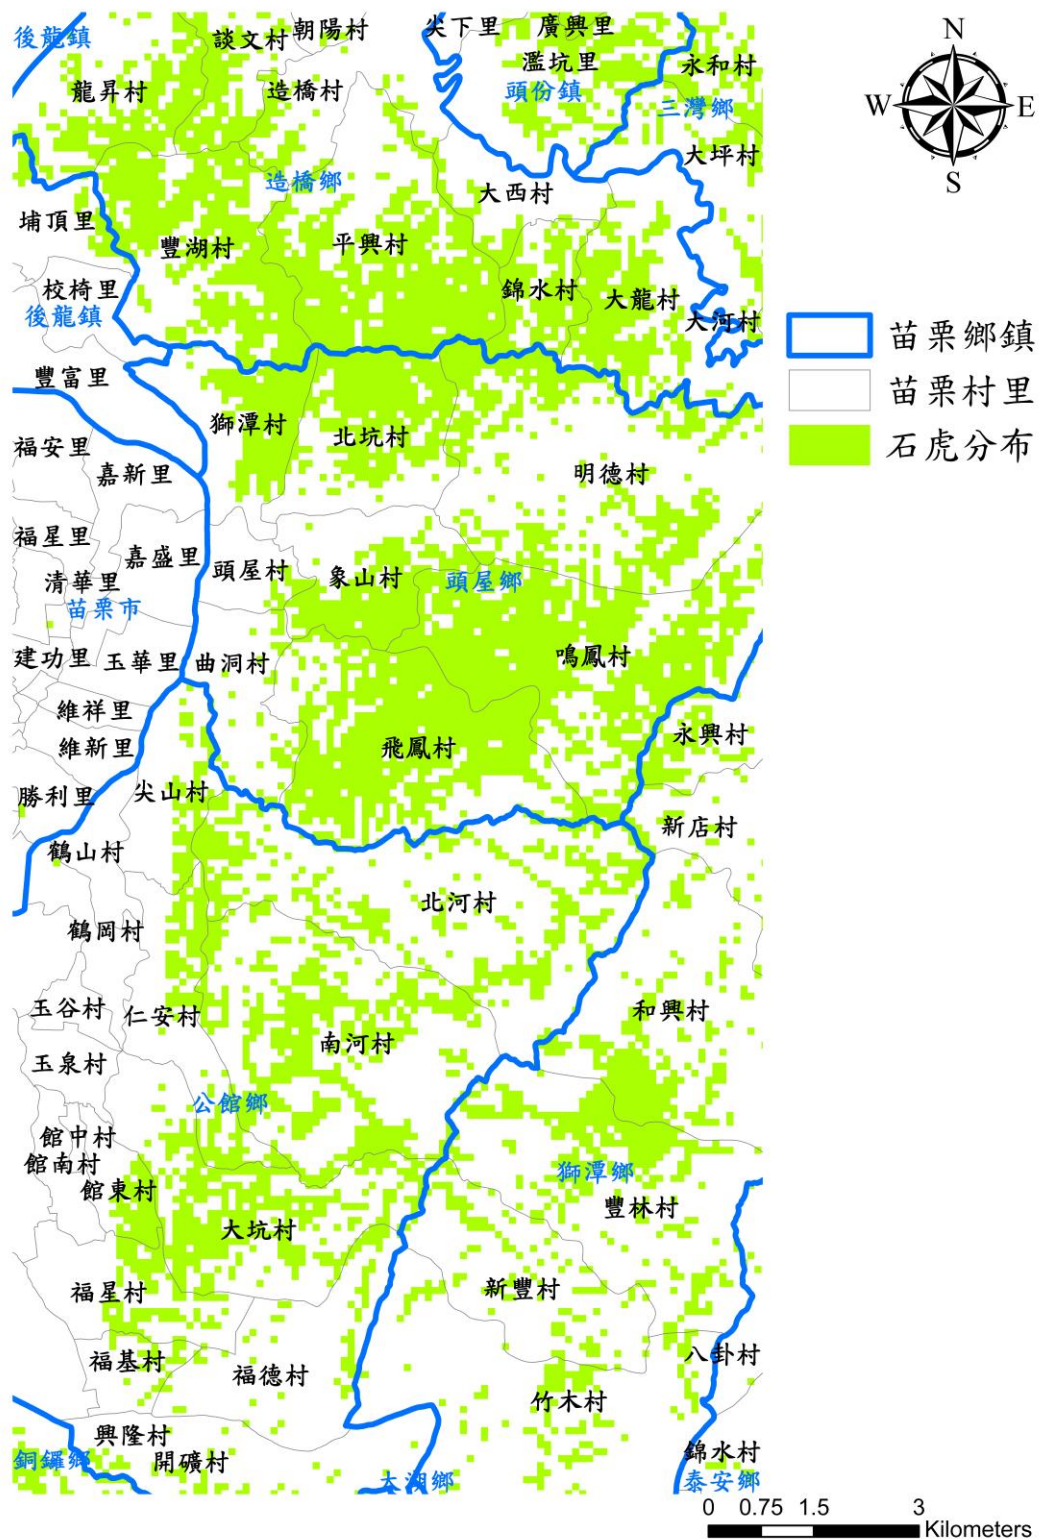 後龍鎮
談文村
朝陽村
尖下里
廣興里
濫坑里
永和村
龍昇村
造橋村
頭份鎮
三灣鄉
大坪村
造橋鄉
大西村
埔頂里
豐湖村
平興村
校椅里
後龍鎮
錦水村
大龍村
大河村
豐富里
獅潭村
北坑村
福安里
嘉新里
明德村
福星里
嘉盛里
頭屋村
象山村
頭屋鄉
清華里
苗栗市
建功里
玉華里
曲洞村
鳴鳳村
維祥里
維新里
飛鳳村
永興村
勝利里
尖山村
新店村
鶴山村
北河村
鶴岡村
玉谷村
仁安村
南河村
和興村
玉泉村
公館鄉
館中村
館南村
館東村
獅潭鄉
豐林村
大坑村
福星村
新豐村
福基村
福德村
八卦村
竹木村
興隆村
開礦村
銅鑼鄉
大湖鄉
錦水村
泰安鄉
N
W
E
S
苗栗鄉鎮
苗栗村里
石虎分布
0 0.75 1.5 3
Kilometers